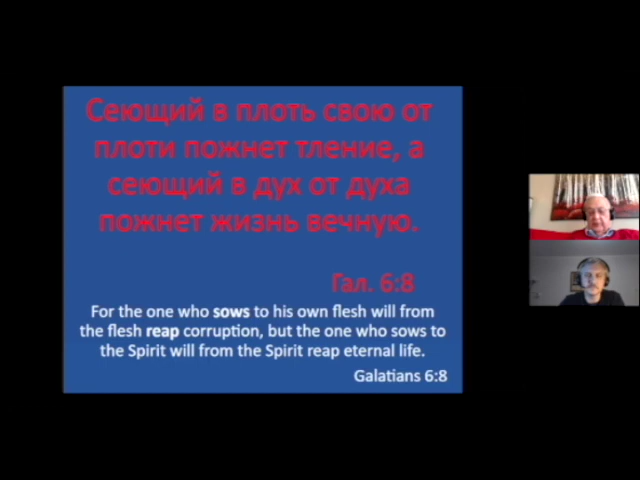 Сеющий в плоть свою от
плоти пожнет тление, а
сеющий в дух от духа
пожнет жизнь вечную.
Гал. 6:8
For the one who sows to his own flesh will from
the flesh reap corruption, but the one who sows to
the Spirit will from the Spirit reap eternal life.
Galatians 6:8